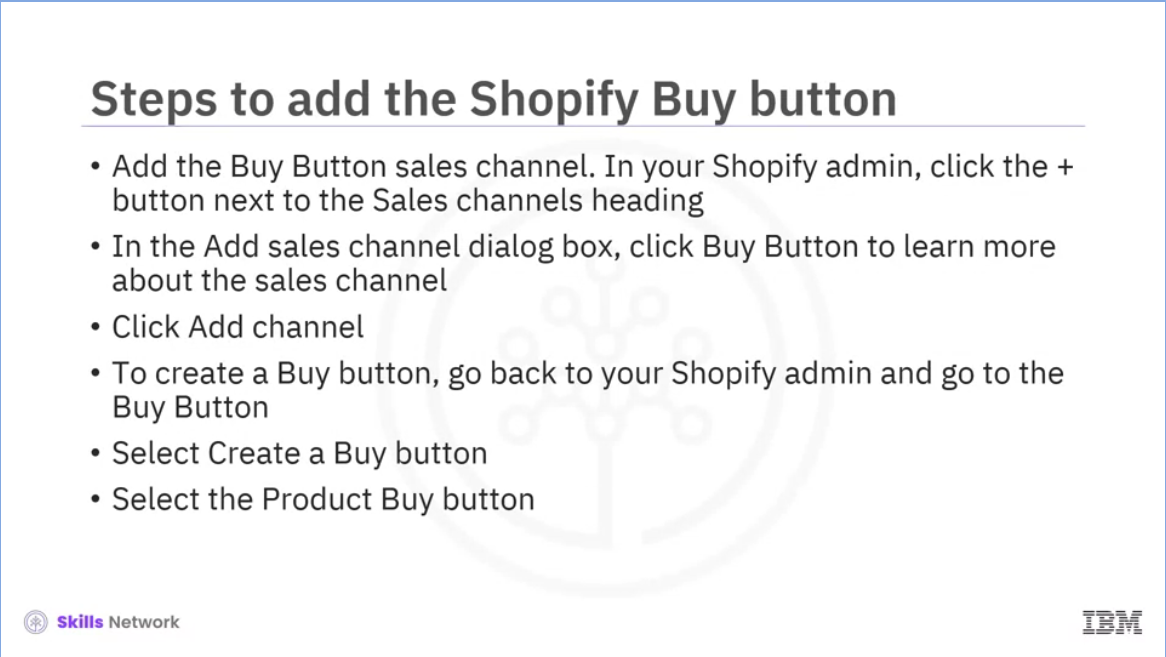 Steps to add the Shopify Buy button
• Add the Buy Button sales channel. In your Shopify admin, click the +
button next to the Sales channels heading
• In the Add sales channel dialog box, click Buy Button to learn more
about the sales channel
• Click Add channel
• To create a Buy button, go back to your Shopify admin and go to the
Buy Button
• Select Create a Buy button
• Select the Product Buy button
Skills Network
IBM